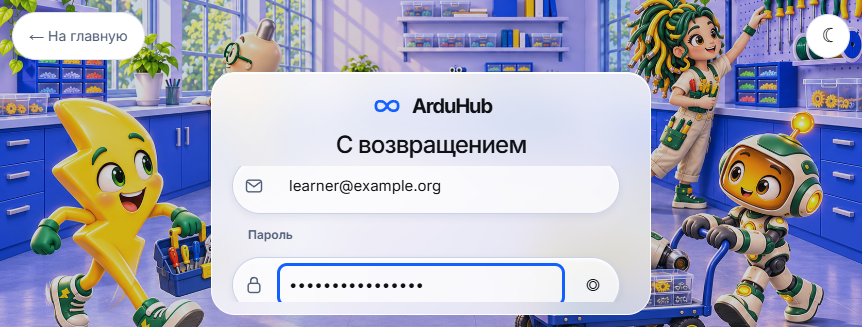 ← На главную
ArduHub
С возвращением
learner@example.org
Пароль
••••••••••••••••